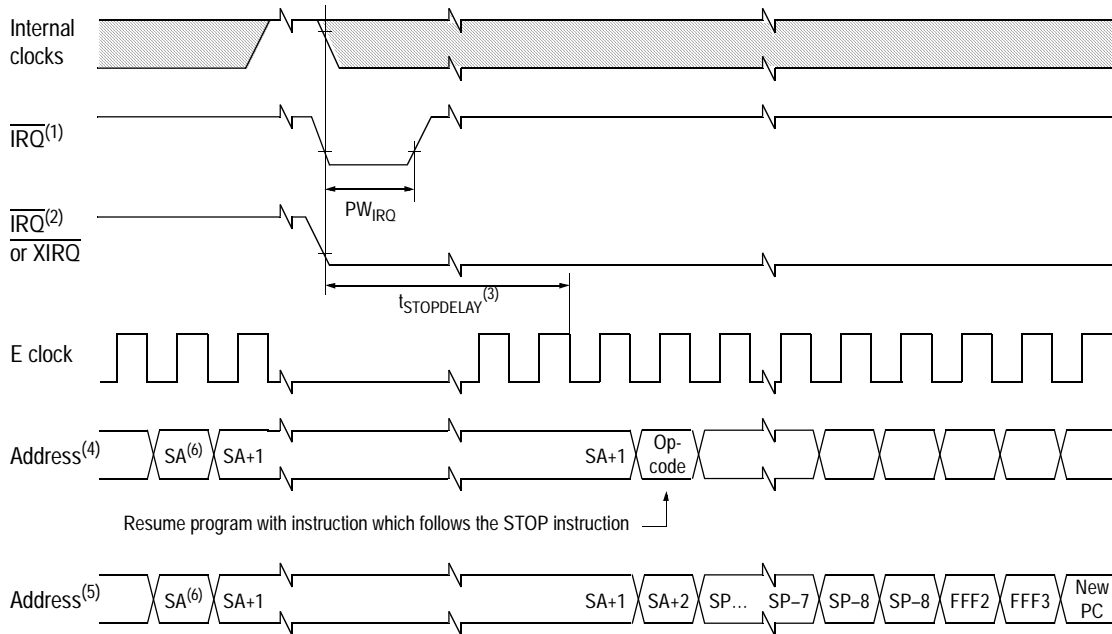 Internal
clocks
IRQ(1)
PWIRQ
IRQ(2)
or XIRQ
tSTOPDELAY(3)
E clock
Address(4)
SA(6) SA+1 SA+1 Op-
code
Resume program with instruction which follows the STOP instruction
Address(5)
SA(6) SA+1 SA+1 SA+2 SP... SP–7 SP–8 SP–8 FFF2 FFF3 New
PC